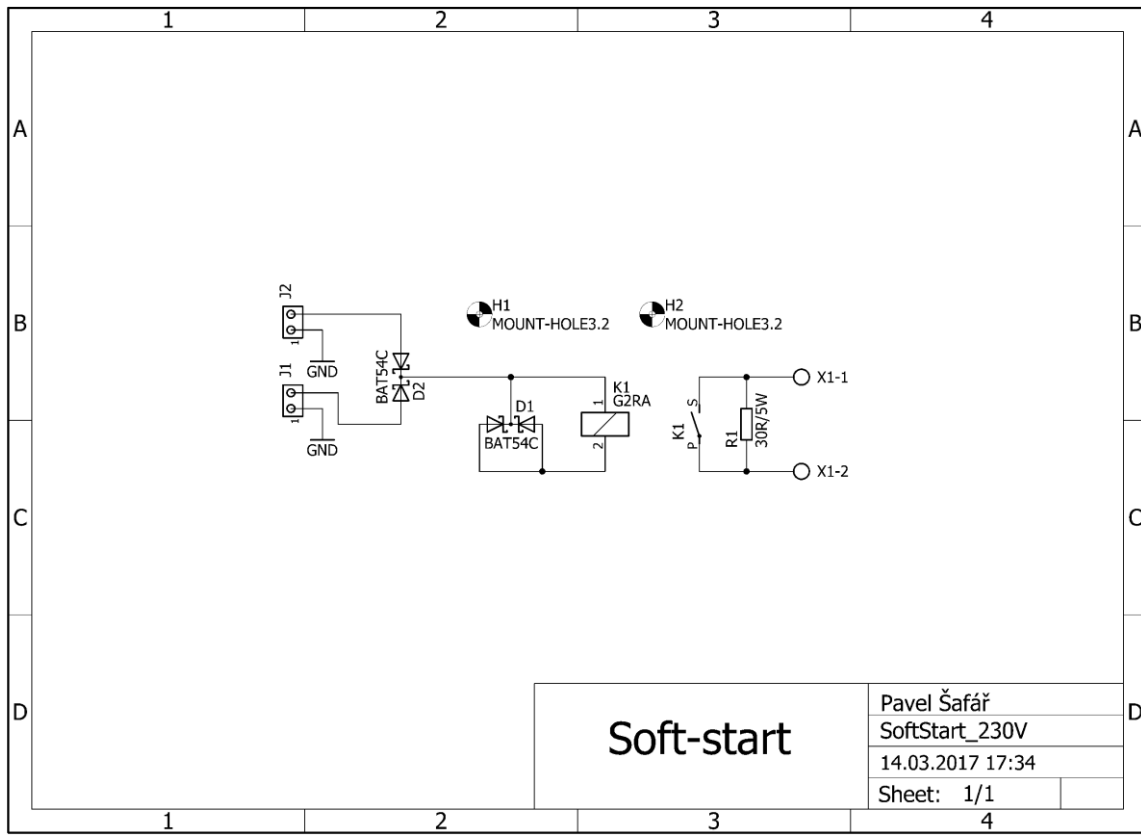 1 2 3 4
A A
J2
1
GND
H1
MOUNT-HOLE3.2
H2
MOUNT-HOLE3.2
B B
J1
1
GND
BAT54C
D2
D1
BAT54C
K1
G2RA
1
2
K1
S
P
R1
30R/5W
X1-1
X1-2
C C
D D
Soft-start
Pavel Šafář
SoftStart_230V
14.03.2017 17:34
Sheet: 1/1
1 2 3 4